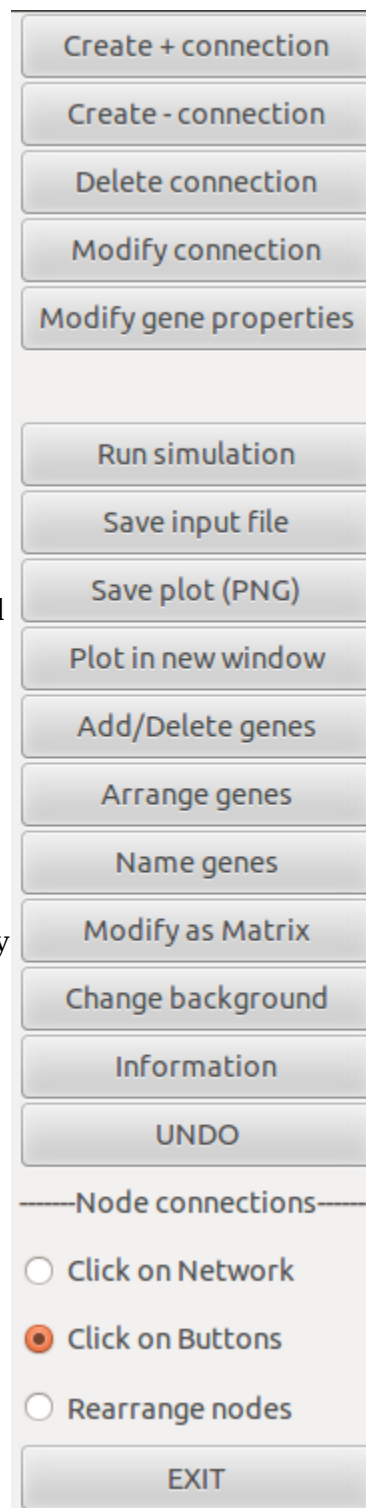 Create + connection
Create - connection
Delete connection
Modify connection
Modify gene properties
Run simulation
Save input file
Save plot (PNG)
Plot in new window
Add/Delete genes
Arrange genes
Name genes
Modify as Matrix
Change background
Information
UNDO
-------Node connections------
Click on Network
Click on Buttons
Rearrange nodes
EXIT